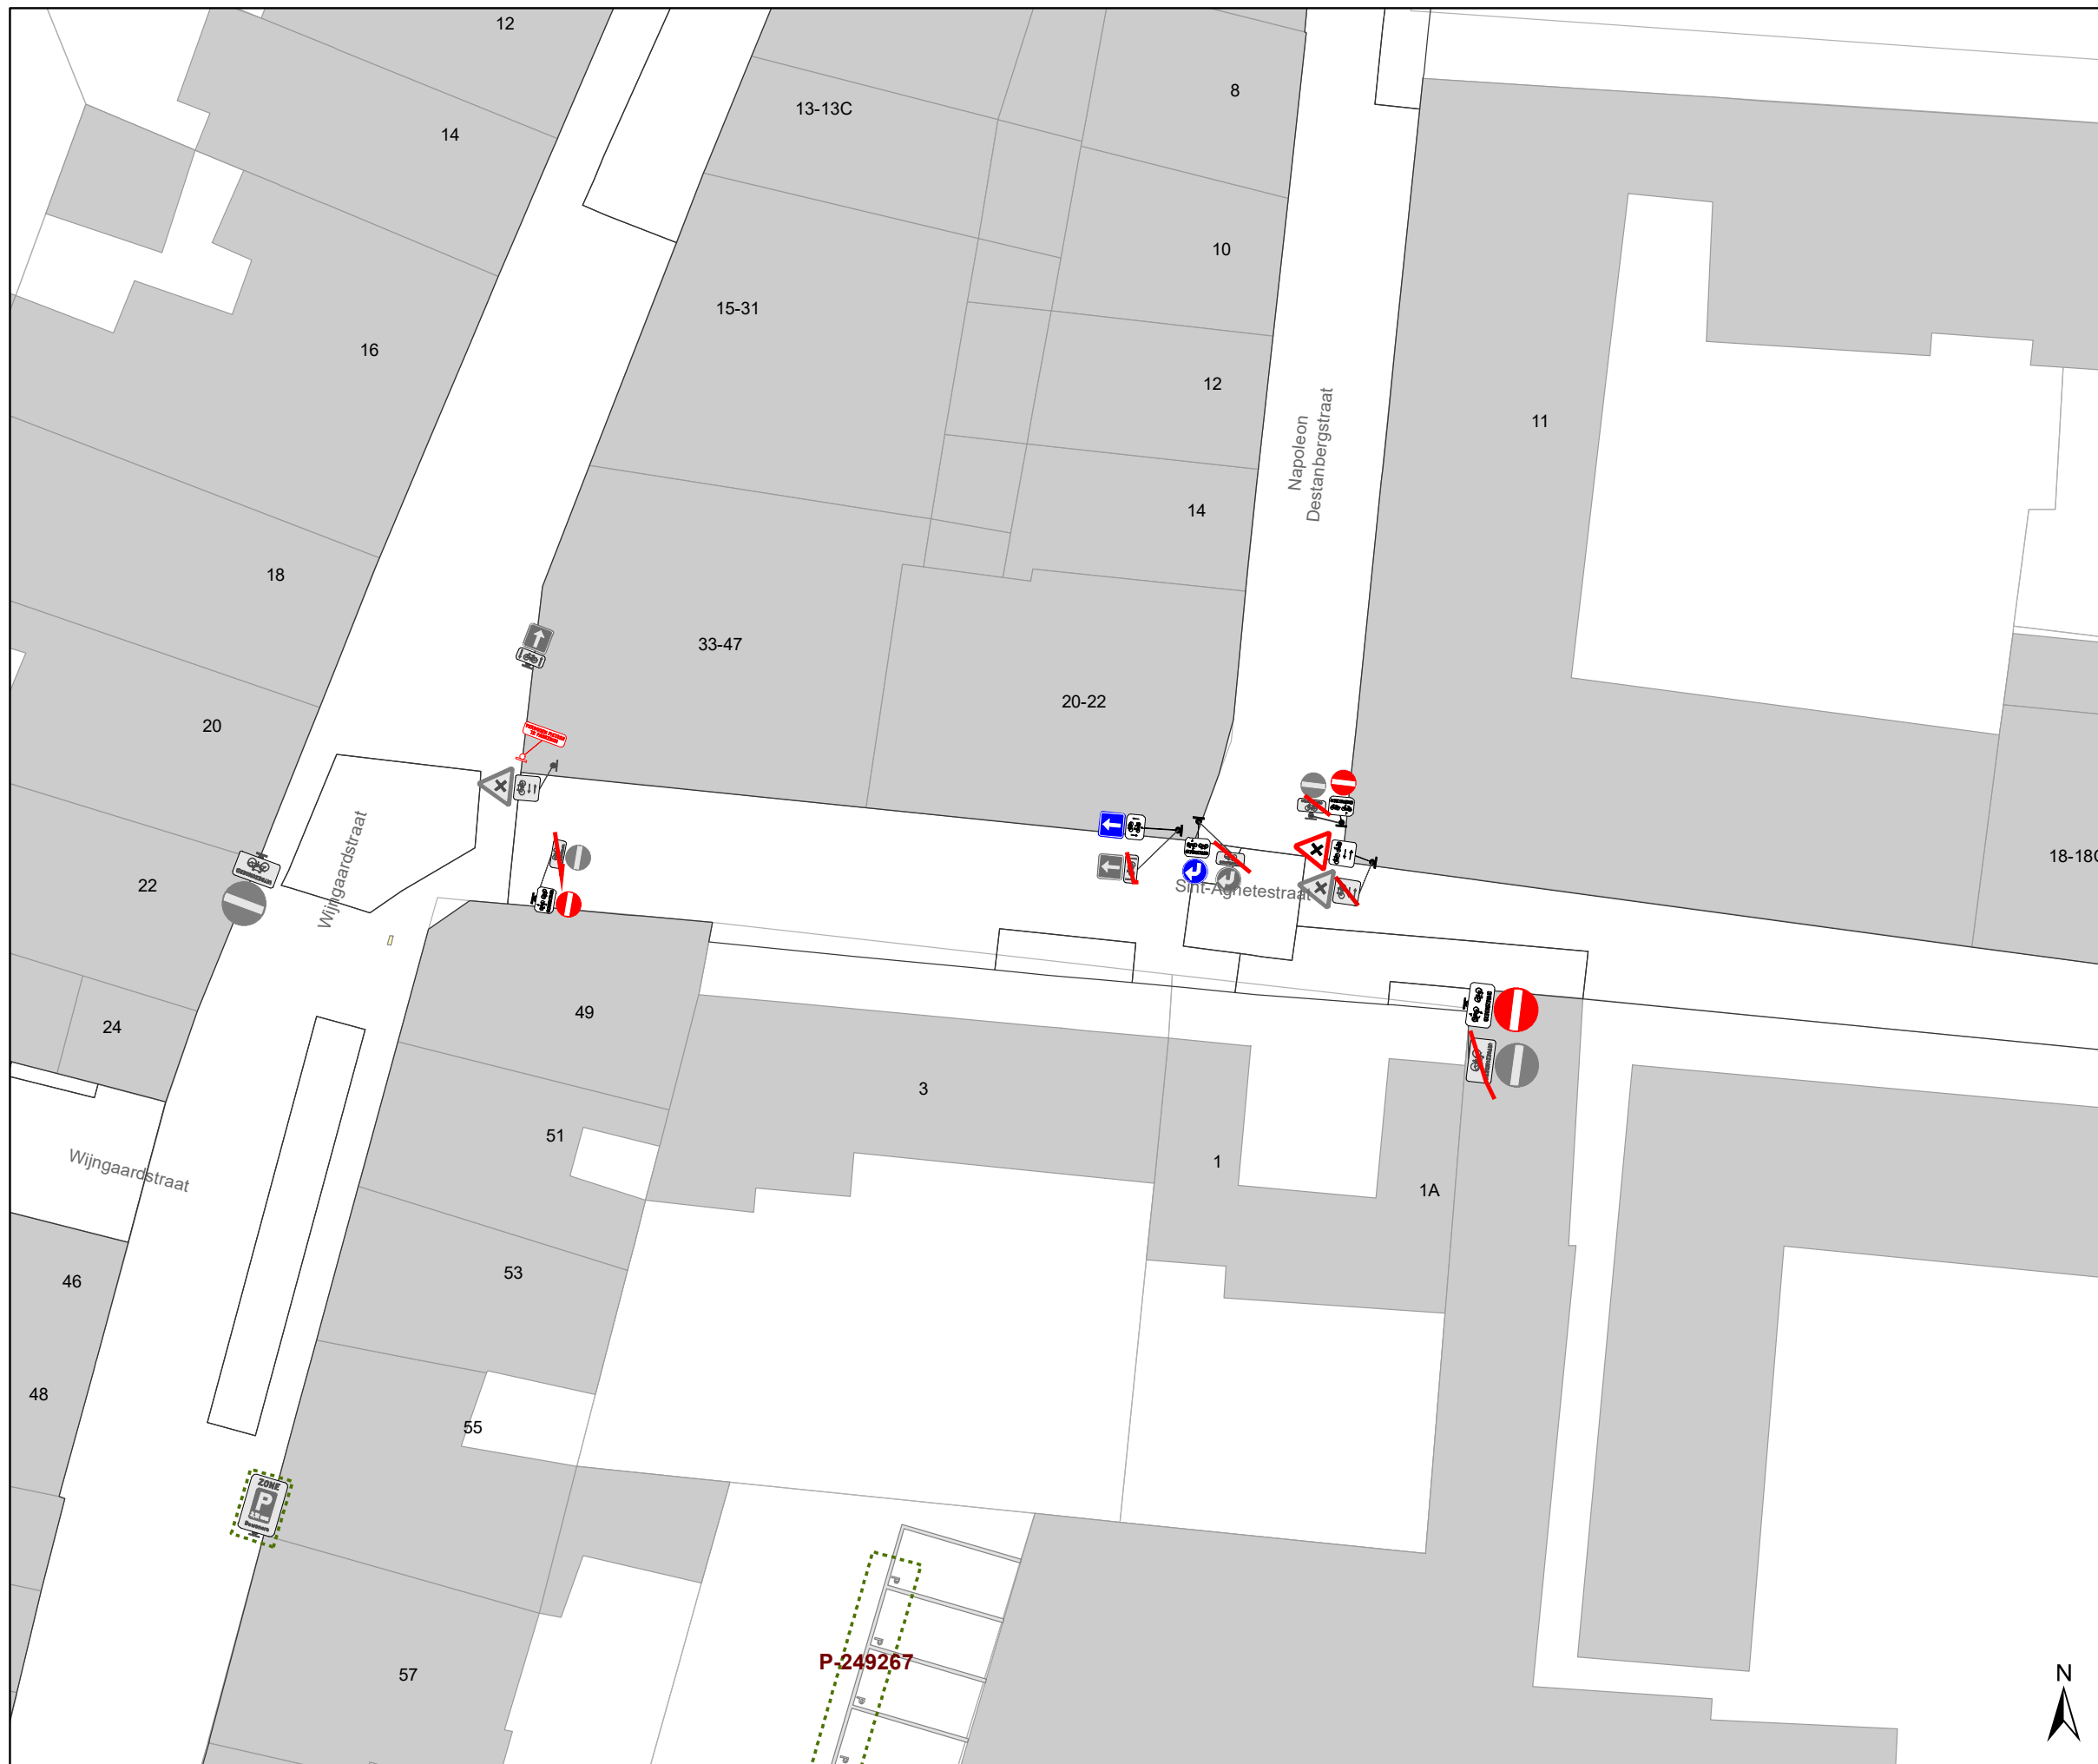 12
8
13-13C
14
10
15-31
16
12
11
Napoleon
Destanbergstraat
14
18
33-47
20-22
20
18-18C
22
Wijngaardstraat
Sint-Agnetestraat
49
24
3
51
Wijngaardstraat
1
1A
53
46
48
55
ZONE
P
Bewoners
P
P
P-249267
57
P
P
N